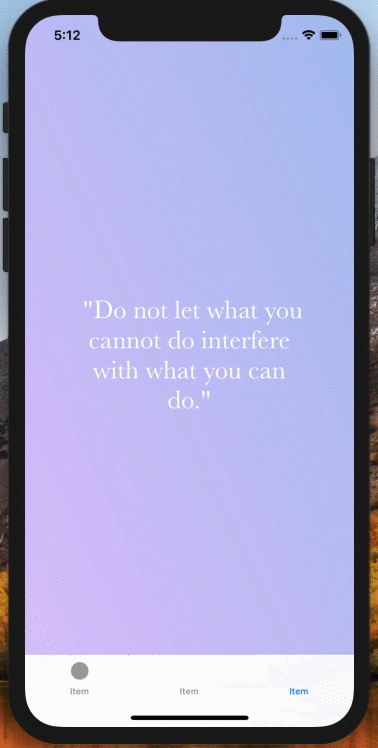 5:12
"Do not let what you
cannot do interfere
with what you can
do."
Item Item Item